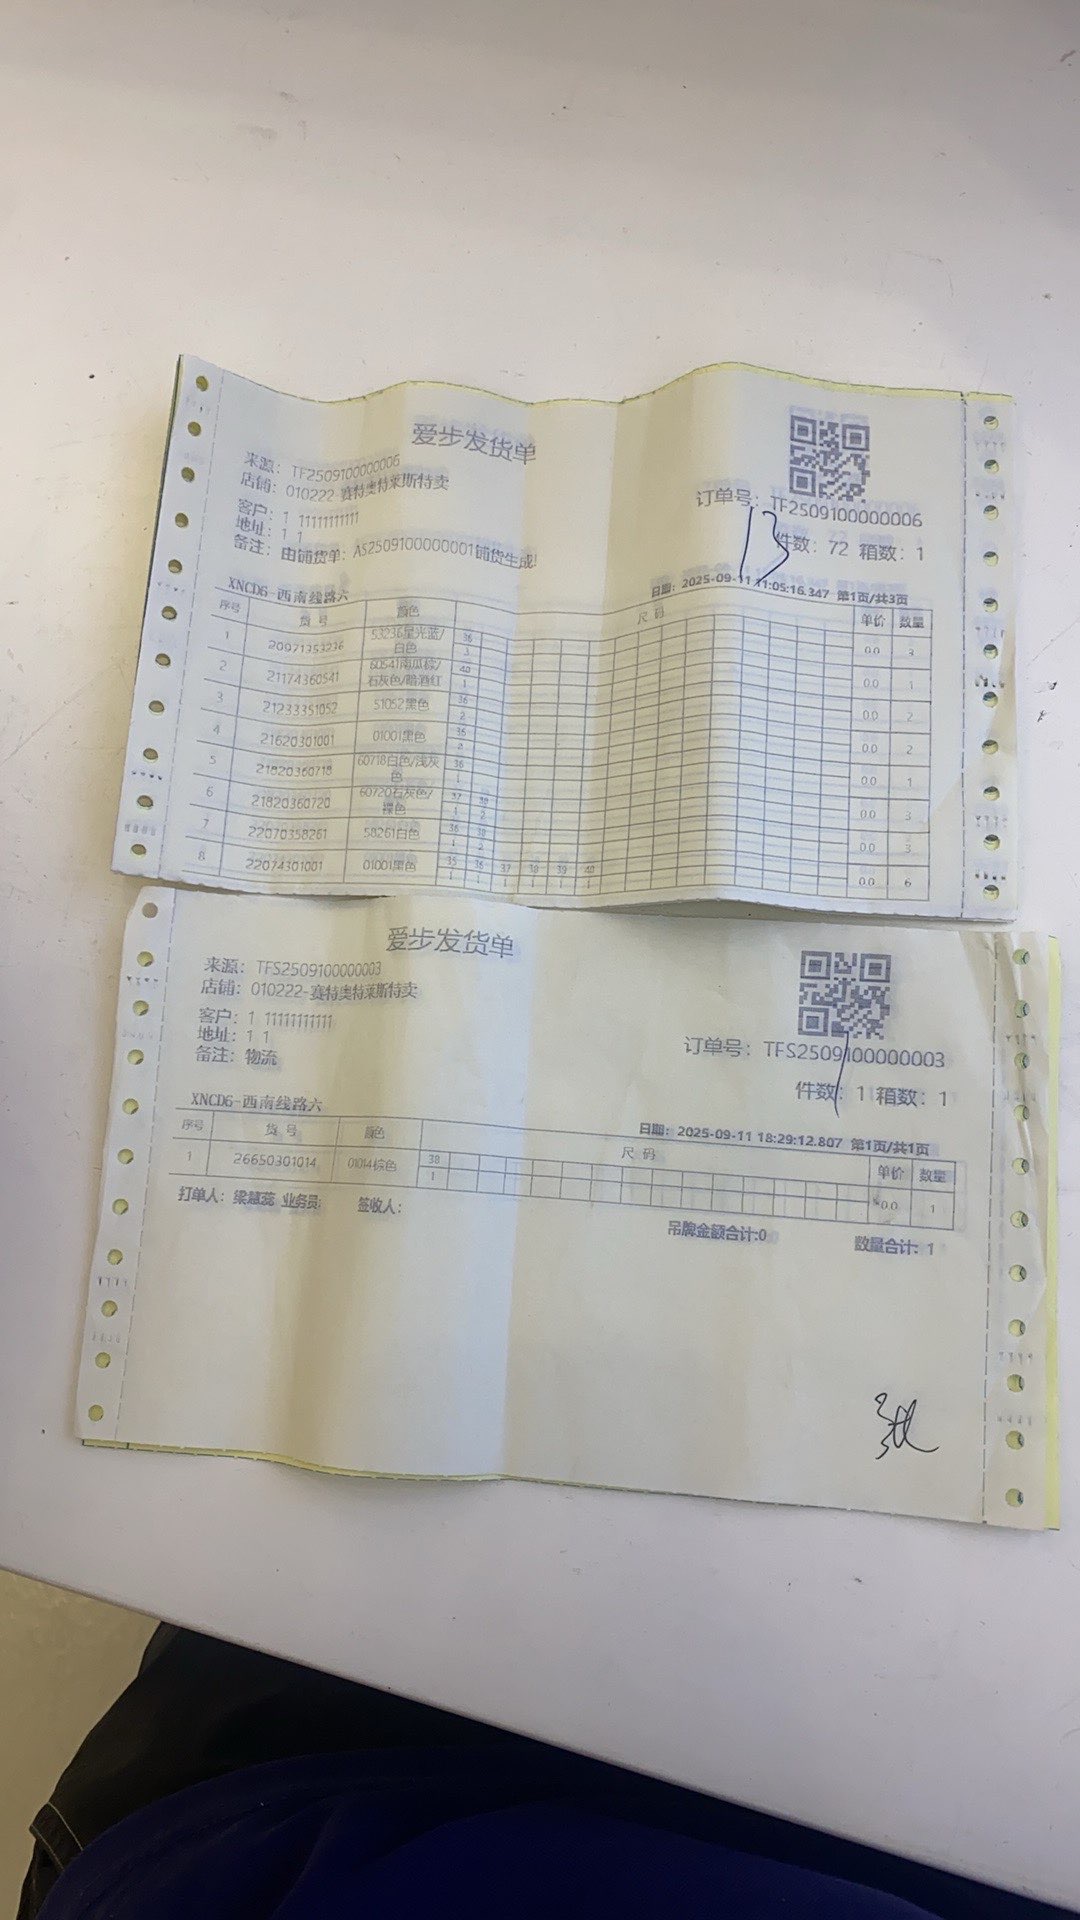 爱步发货单
来源: TF2509100000006
店铺: 010222-赛特奥特莱斯特卖
订单号: TF2509100000006
客户: 1 11111111111
地址: 1 1
13
件数: 72 箱数: 1
备注: 由铺货单: AS2509100000001铺货生成!
日期: 2025-09-11 11:05:16.347 第1页/共3页
XNCD6-西南线路六
序号 货 号 颜色 尺 码 单价 数量
1 20971353236 53236星光蓝/白色 36 3 0.0 3
2 21174360541 60541南瓜棕/石灰色/暗酒红 40 1 0.0 1
3 21233351052 51052黑色 36 2 0.0 2
4 21620301001 01001黑色 36 2 0.0 2
5 21820360718 60718白色/浅灰色 36 1 0.0 1
6 21820360720 60720石灰色/裸色 37 38 1 2 0.0 3
7 22070358261 58261白色 36 38 1 2 0.0 3
8 22074301001 01001黑色 35 36 37 38 39 40 1 1 1 1 1 1 0.0 6
爱步发货单
来源: TFS2509100000003
店铺: 010222-赛特奥特莱斯特卖
客户: 1 11111111111
地址: 1 1
订单号: TFS2509100000003
备注: 物流
件数: 1 箱数: 1
XNCD6-西南线路六
日期: 2025-09-11 18:29:12.807 第1页/共1页
序号 货 号 颜色 尺 码 单价 数量
1 26650301014 01014棕色 38 1 0.0 1
打单人: 梁慧蕊 业务员: 签收人:
吊牌金额合计:0 数量合计: 1